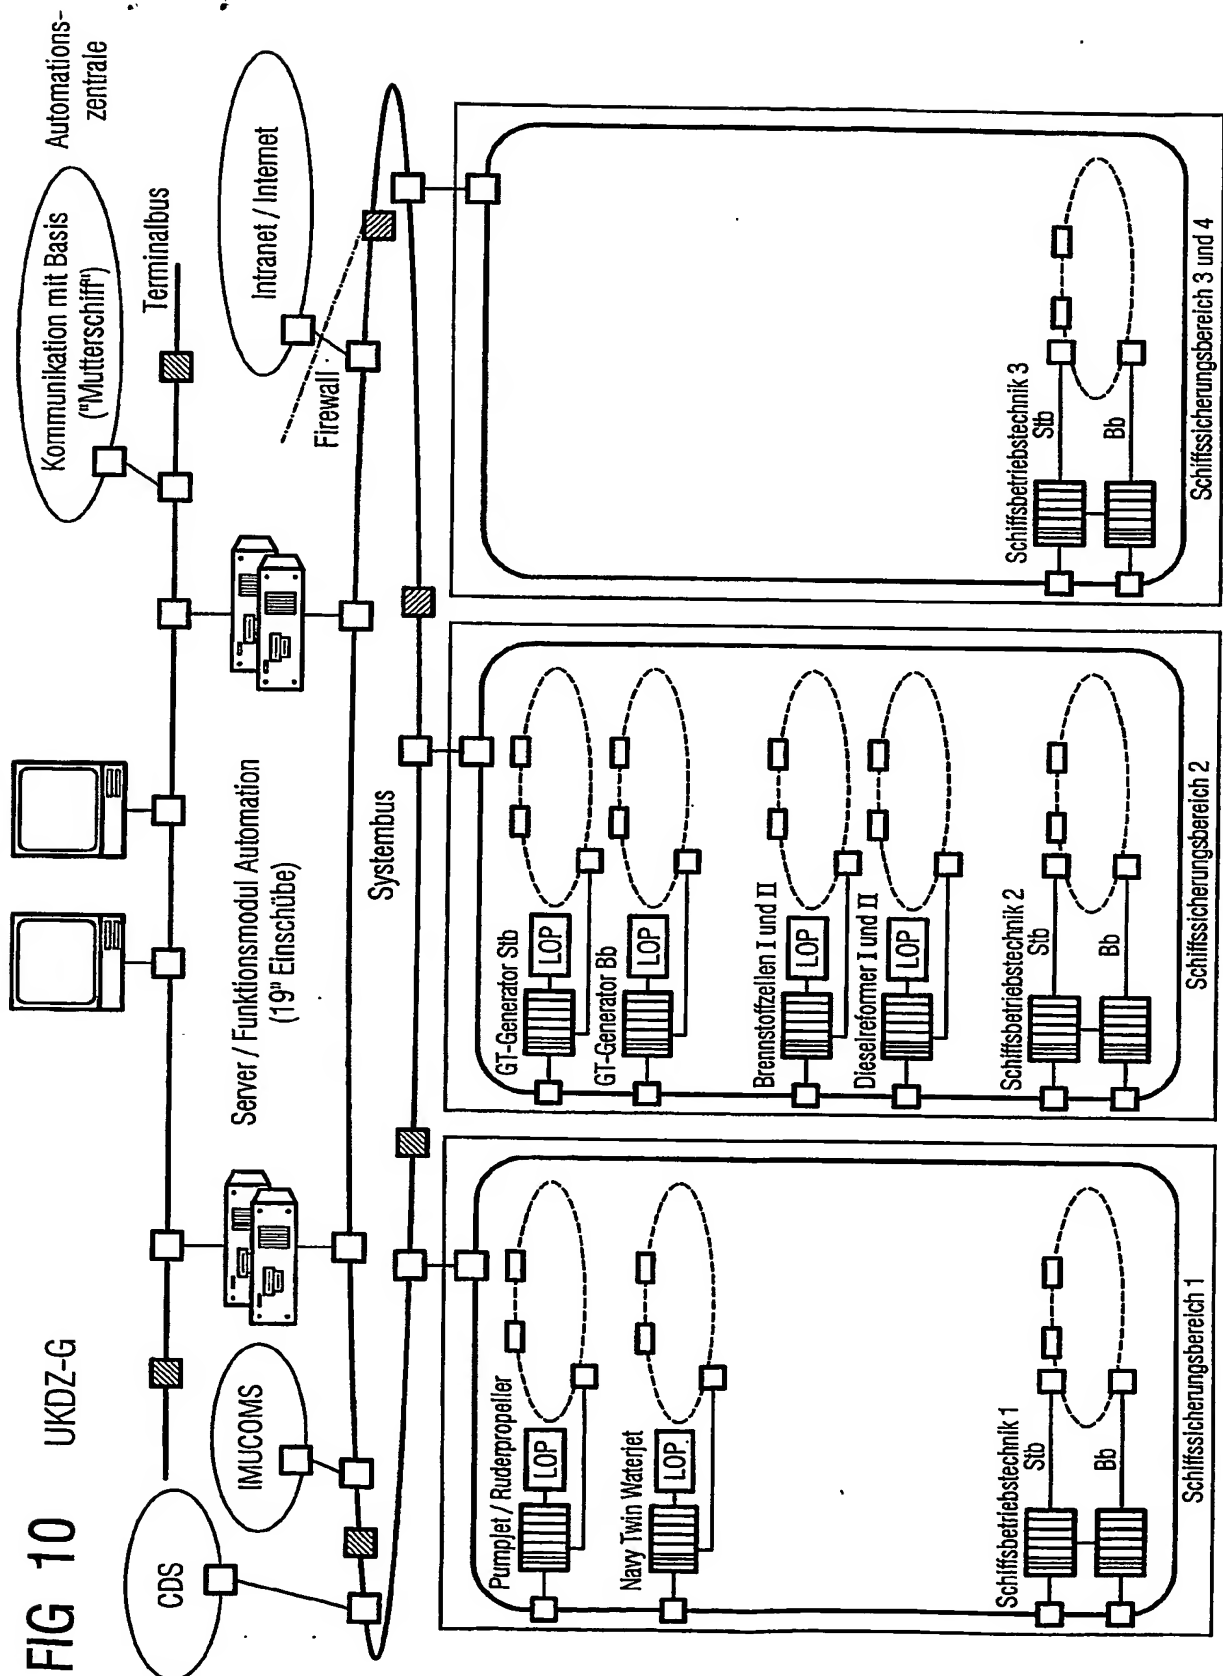 FIG 10
UKDZ-G
Automations-
zentrale
CDS
IMUCOMS
Kommunikation mit Basis
("Mutterschiff")
Terminalbus
Server / Funktionsmodul Automation
(19" Einschübe)
Intranet / Internet
Firewall
Systembus
Pumpjet / Ruderpropeller
LOP
Navy Twin Waterjet
LOP.
Schiffsbetriebstechnik 1
Stb
Bb
Schiffssicherungsbereich 1
GT-Generator Stb
LOP
GT-Generator Bb
LOP
Brennstoffzellen I und II
LOP
Dieselreformer I und II
LOP
Schiffsbetriebstechnik 2
Stb
Bb
Schiffssicherungsbereich 2
Schiffsbetriebstechnik 3
Stb
Bb
Schiffssicherungsbereich 3 und 4